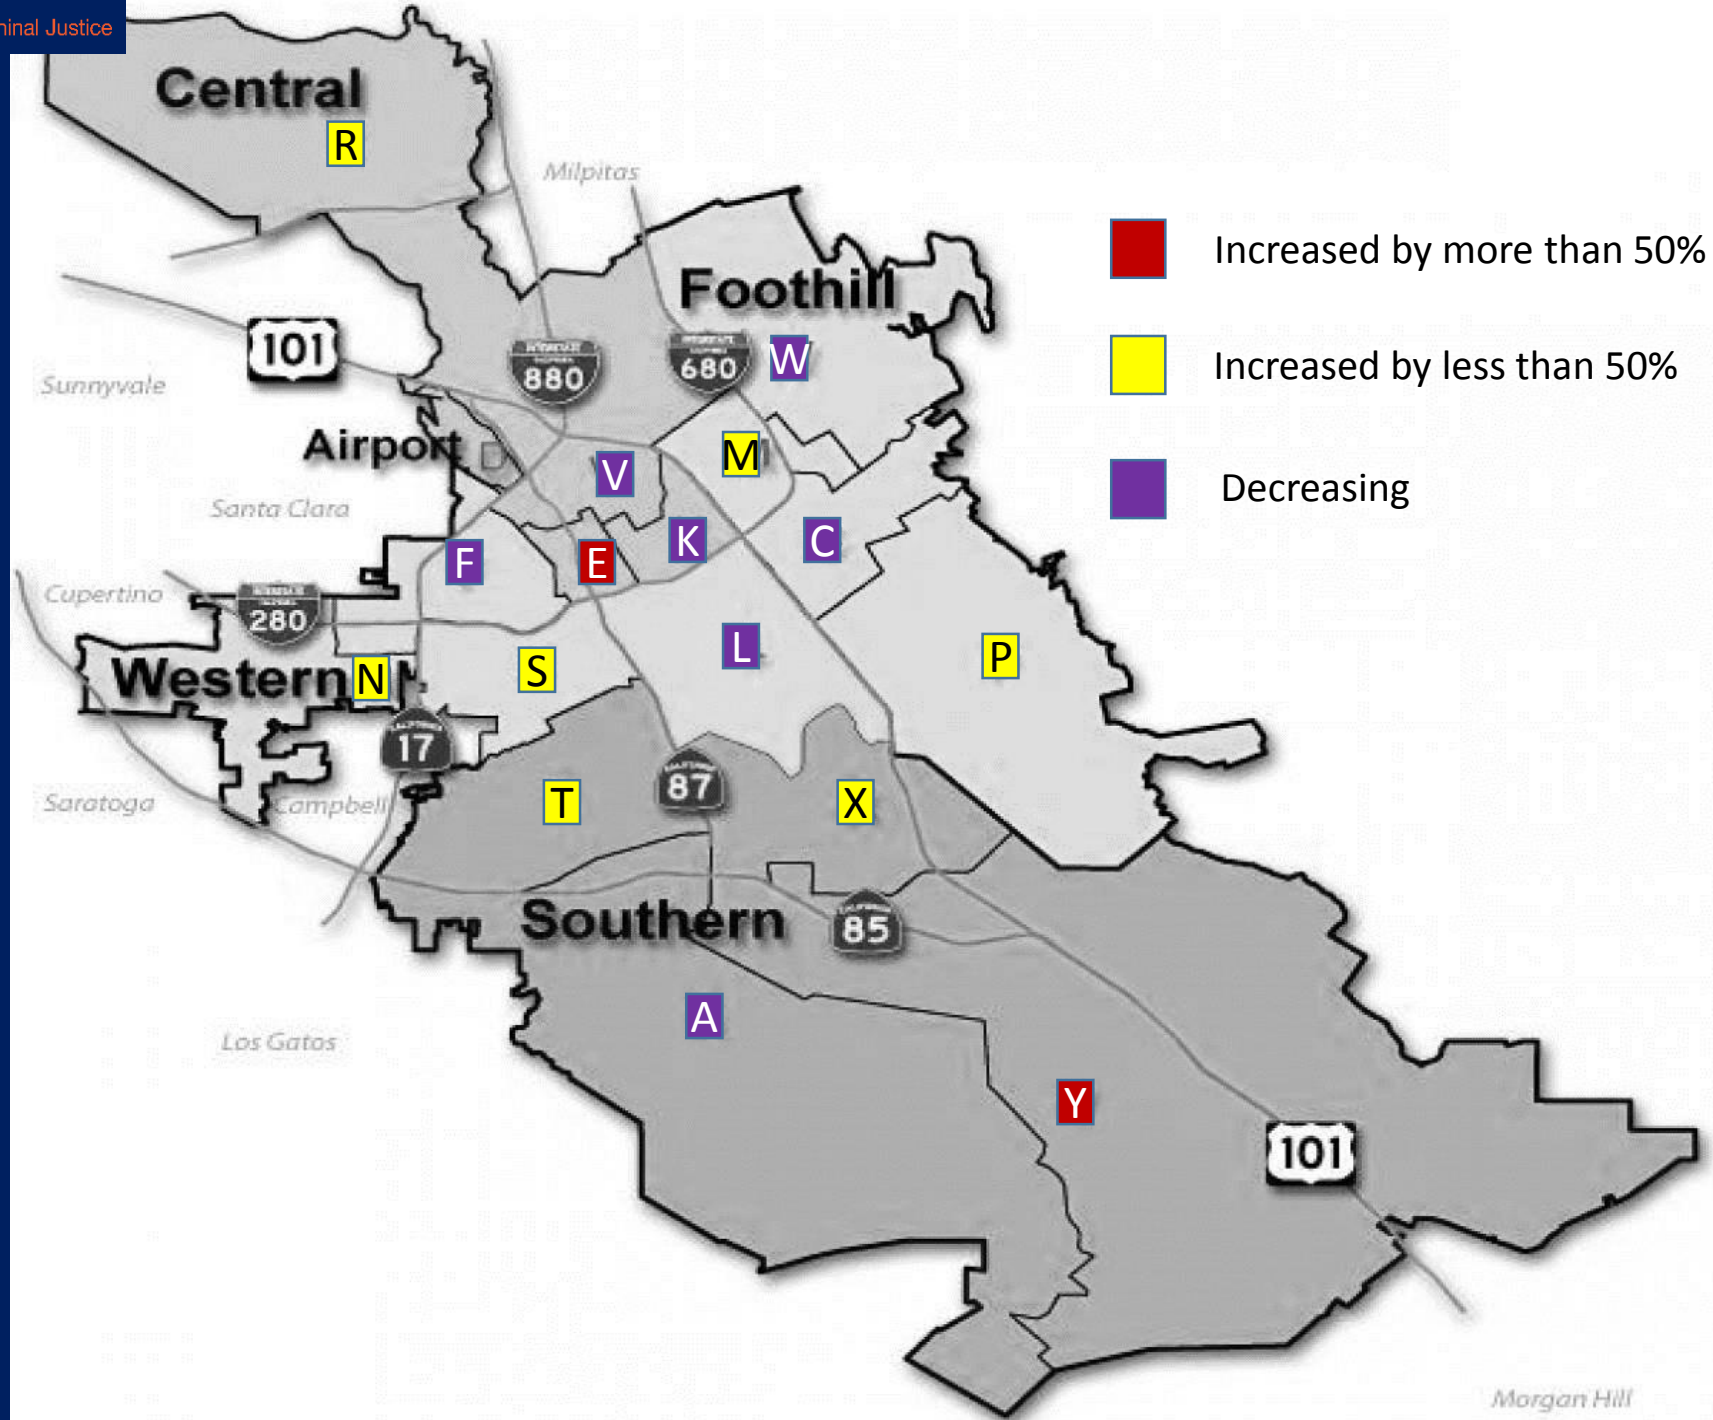 Criminal Justice
Central
R
Milpitas
Foothill
Increased by more than 50%
101
880
680
W
Increased by less than 50%
Sunnyvale
Airport
D
V
M
Decreasing
Santa Clara
F
E
K
C
Cupertino
280
Western
N
S
L
P
17
87
Saratoga
Campbell
T
X
Southern
85
A
Los Gatos
Y
101
Morgan Hill